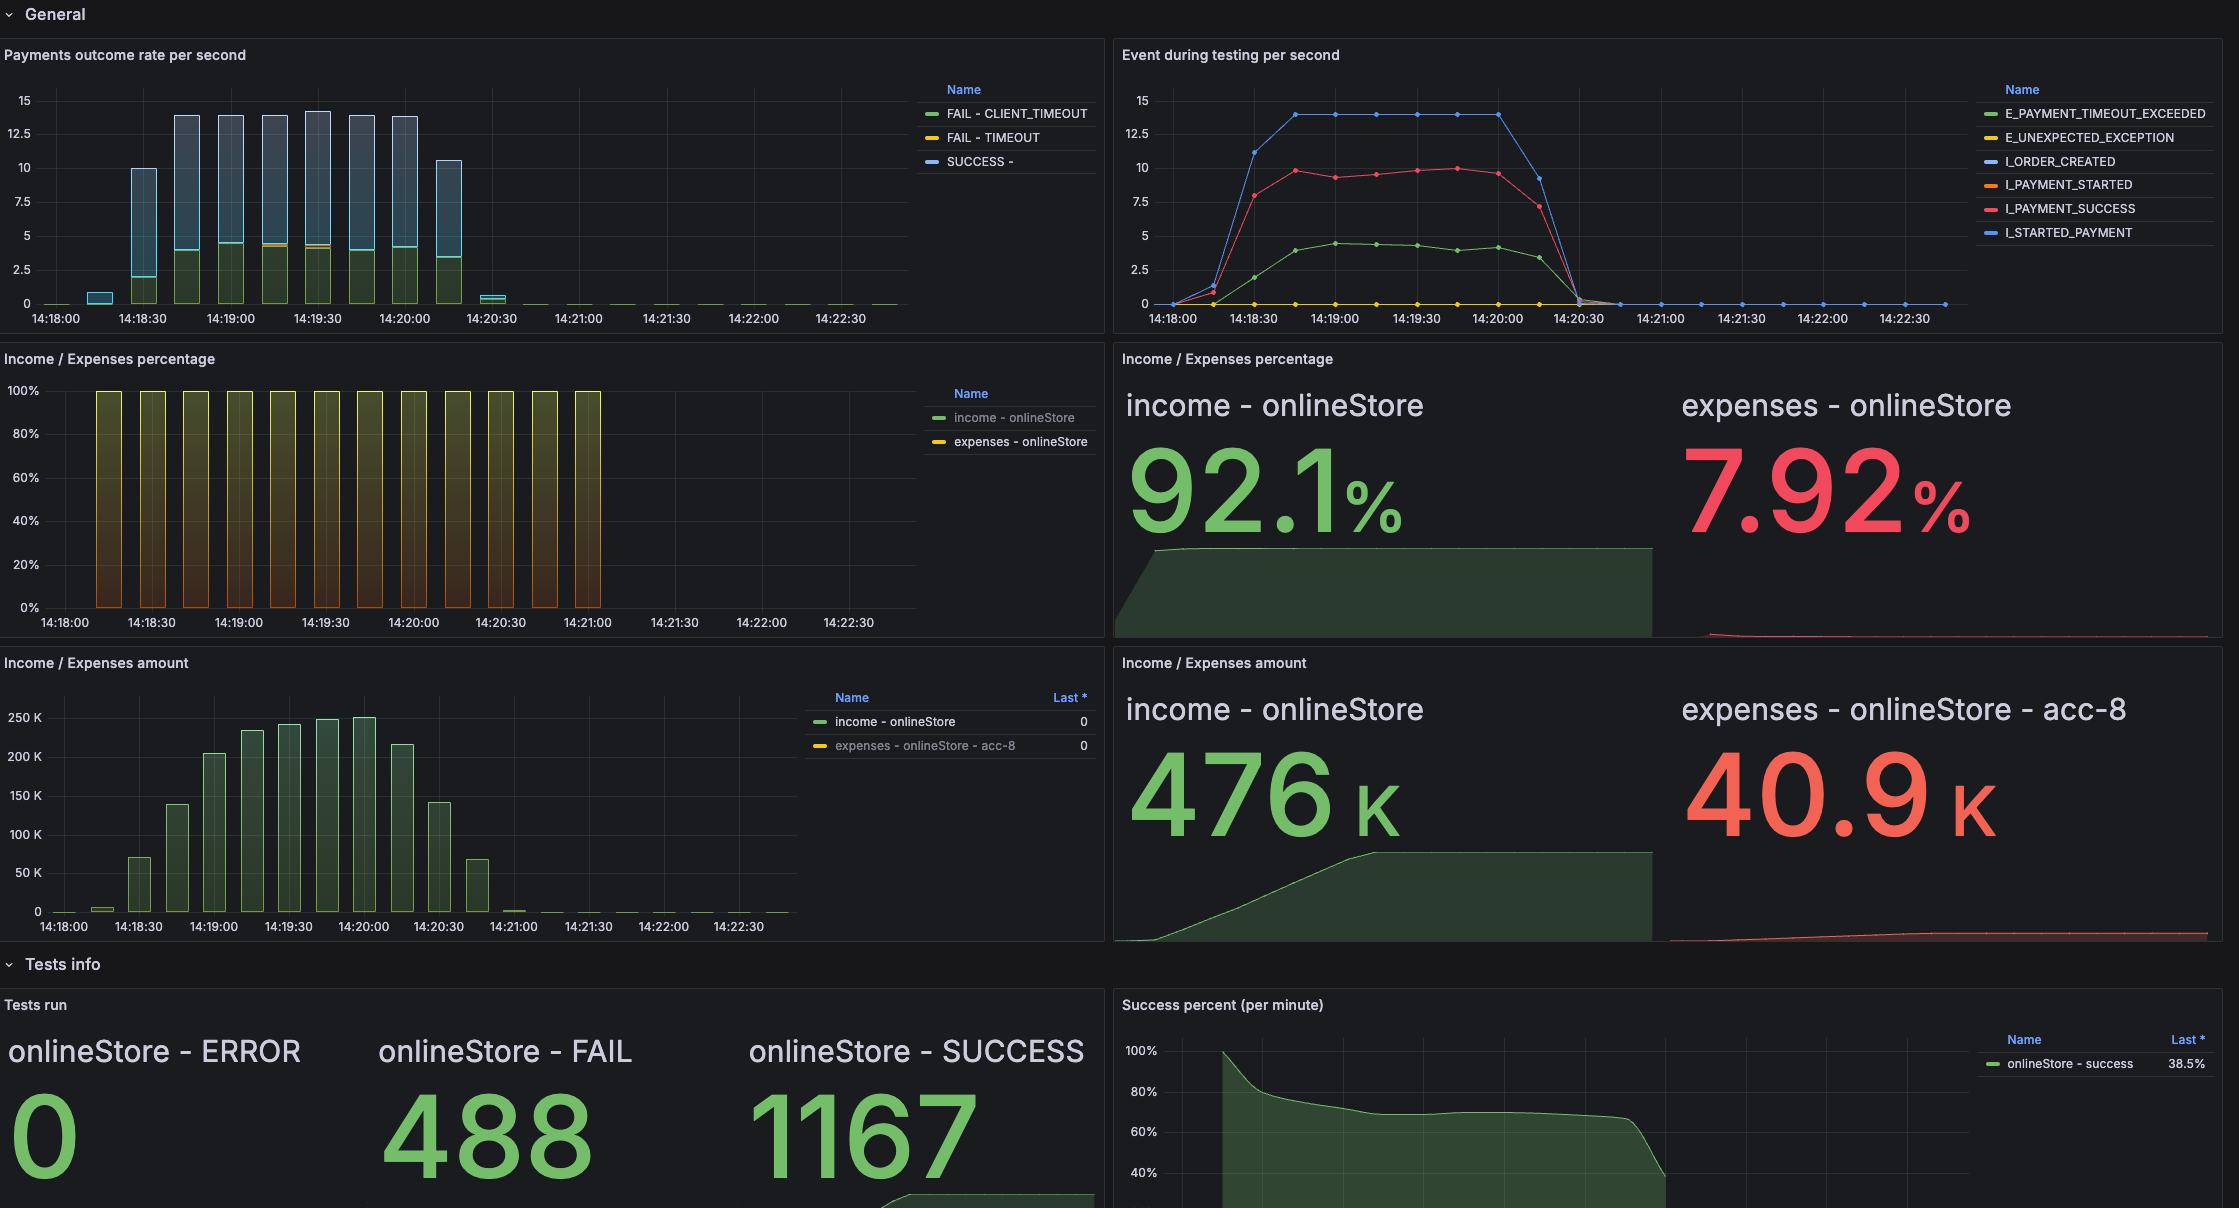 General
Payments outcome rate per second
15
12.5
10
7.5
5
2.5
0
14:18:00 14:18:30 14:19:00 14:19:30 14:20:00 14:20:30 14:21:00 14:21:30 14:22:00 14:22:30
Name
FAIL - CLIENT_TIMEOUT
FAIL - TIMEOUT
SUCCESS -
Event during testing per second
15
12.5
10
7.5
5
2.5
0
14:18:00 14:18:30 14:19:00 14:19:30 14:20:00 14:20:30 14:21:00 14:21:30 14:22:00 14:22:30
Name
E_PAYMENT_TIMEOUT_EXCEEDED
E_UNEXPECTED_EXCEPTION
I_ORDER_CREATED
I_PAYMENT_STARTED
I_PAYMENT_SUCCESS
I_STARTED_PAYMENT
Income / Expenses percentage
100%
80%
60%
40%
20%
0%
14:18:00 14:18:30 14:19:00 14:19:30 14:20:00 14:20:30 14:21:00 14:21:30 14:22:00 14:22:30
Name
income - onlineStore
expenses - onlineStore
Income / Expenses percentage
income - onlineStore
92.1%
expenses - onlineStore
7.92%
Income / Expenses amount
250 K
200 K
150 K
100 K
50 K
0
14:18:00 14:18:30 14:19:00 14:19:30 14:20:00 14:20:30 14:21:00 14:21:30 14:22:00 14:22:30
Name Last *
income - onlineStore 0
expenses - onlineStore - acc-8 0
Income / Expenses amount
income - onlineStore
476 K
expenses - onlineStore - acc-8
40.9 K
Tests info
Tests run
onlineStore - ERROR
0
onlineStore - FAIL
488
onlineStore - SUCCESS
1167
Success percent (per minute)
100%
80%
60%
40%
Name Last *
onlineStore - success 38.5%